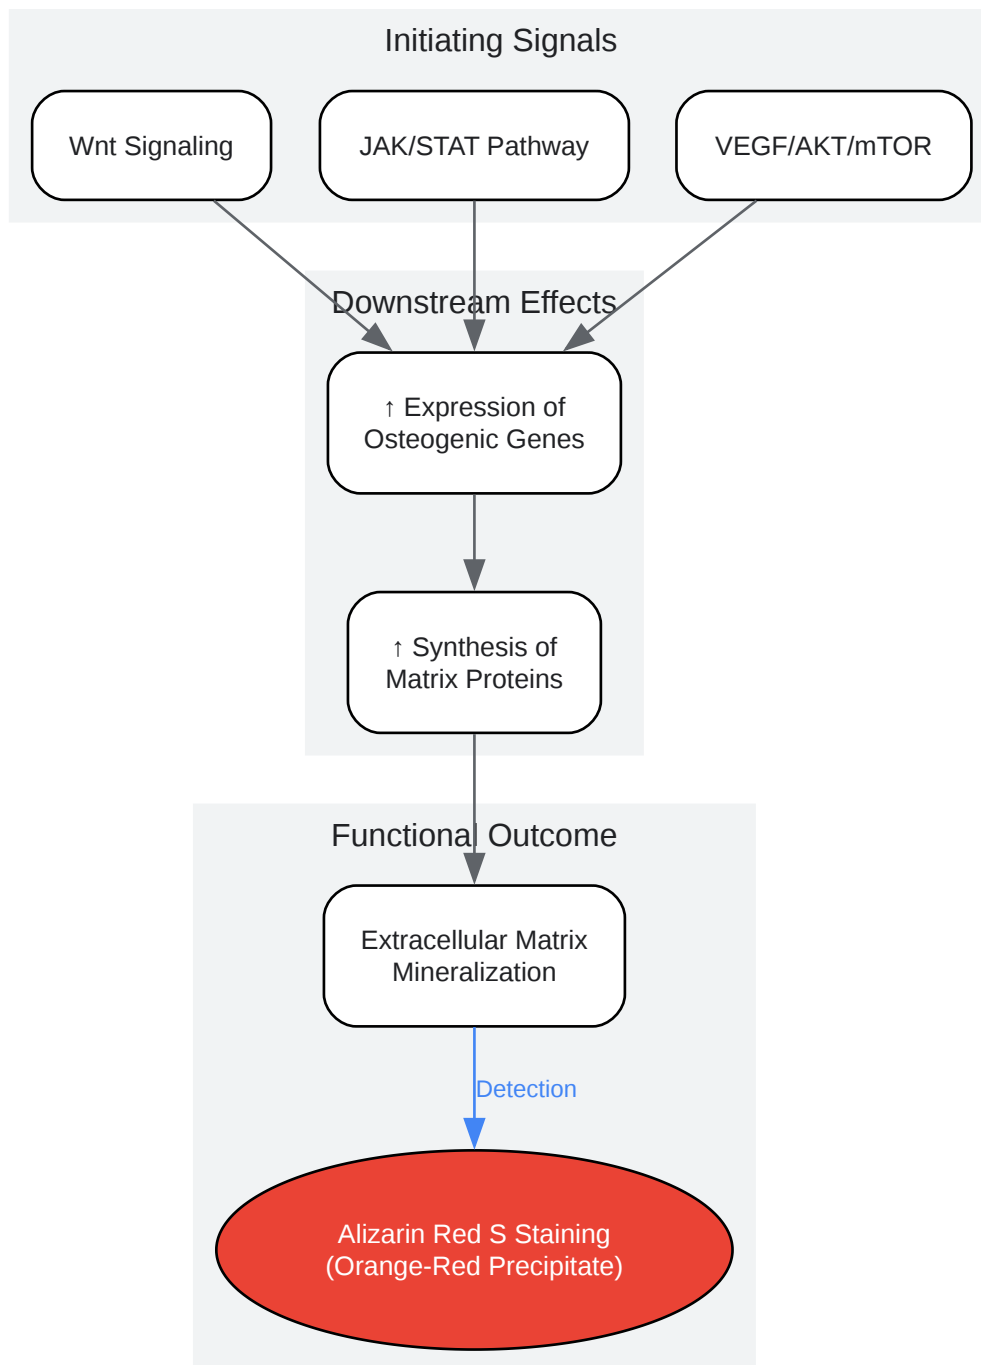 Initiating Signals
Wnt Signaling
JAK/STAT Pathway
VEGF/AKT/mTOR
Downstream Effects
↑ Expression of
Osteogenic Genes
↑ Synthesis of
Matrix Proteins
Functional Outcome
Extracellular Matrix
Mineralization
Detection
Alizarin Red S Staining
(Orange-Red Precipitate)